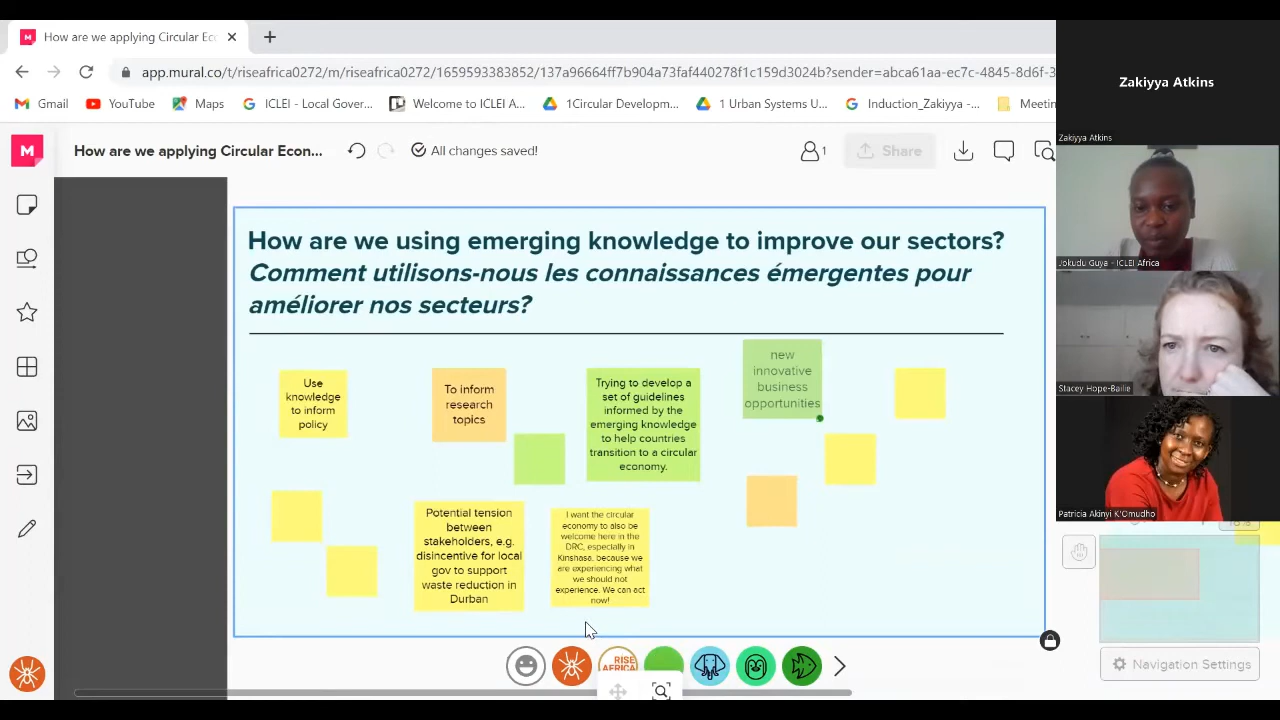 How are we applying Circular Ecc
app.mural.co/t/riseafrica0272/m/riseafrica0272/1659593383852/137a96664ff7b904a73faf440278f1c159d3024b?sender=abca61aa-ec7c-4845-8d6f-3
Gmail
YouTube
Maps
ICLEI - Local Gover...
Welcome to ICLEI A...
1Circular Developm...
1 Urban Systems U...
Induction_Zakiyya -...
Meetin
M
How are we applying Circular Econ...
All changes saved!
1
Share
How are we using emerging knowledge to improve our sectors?
Comment utilisons-nous les connaissances émergentes pour
améliorer nos secteurs?
Use
knowledge
to inform
policy
To inform
research
topics
Trying to develop a
set of guidelines
informed by the
emerging knowledge
to help countries
transition to a circular
economy.
new
innovative
business
opportunities
Potential tension
between
stakeholders, e.g.
disincentive for local
gov to support
waste reduction in
Durban
I want the circular
economy to also be
welcome here in the
DRC, especially in
Kinshasa, because we
are experiencing what
we should not
experience. We can act
now!
RISE
AFRICA
Navigation Settings
Zakiyya Atkins
Zakiyya Atkins
Jokudu Guya - ICLEI Africa
Stacey Hope-Bailie
Patricia Akinyi K'Omudho